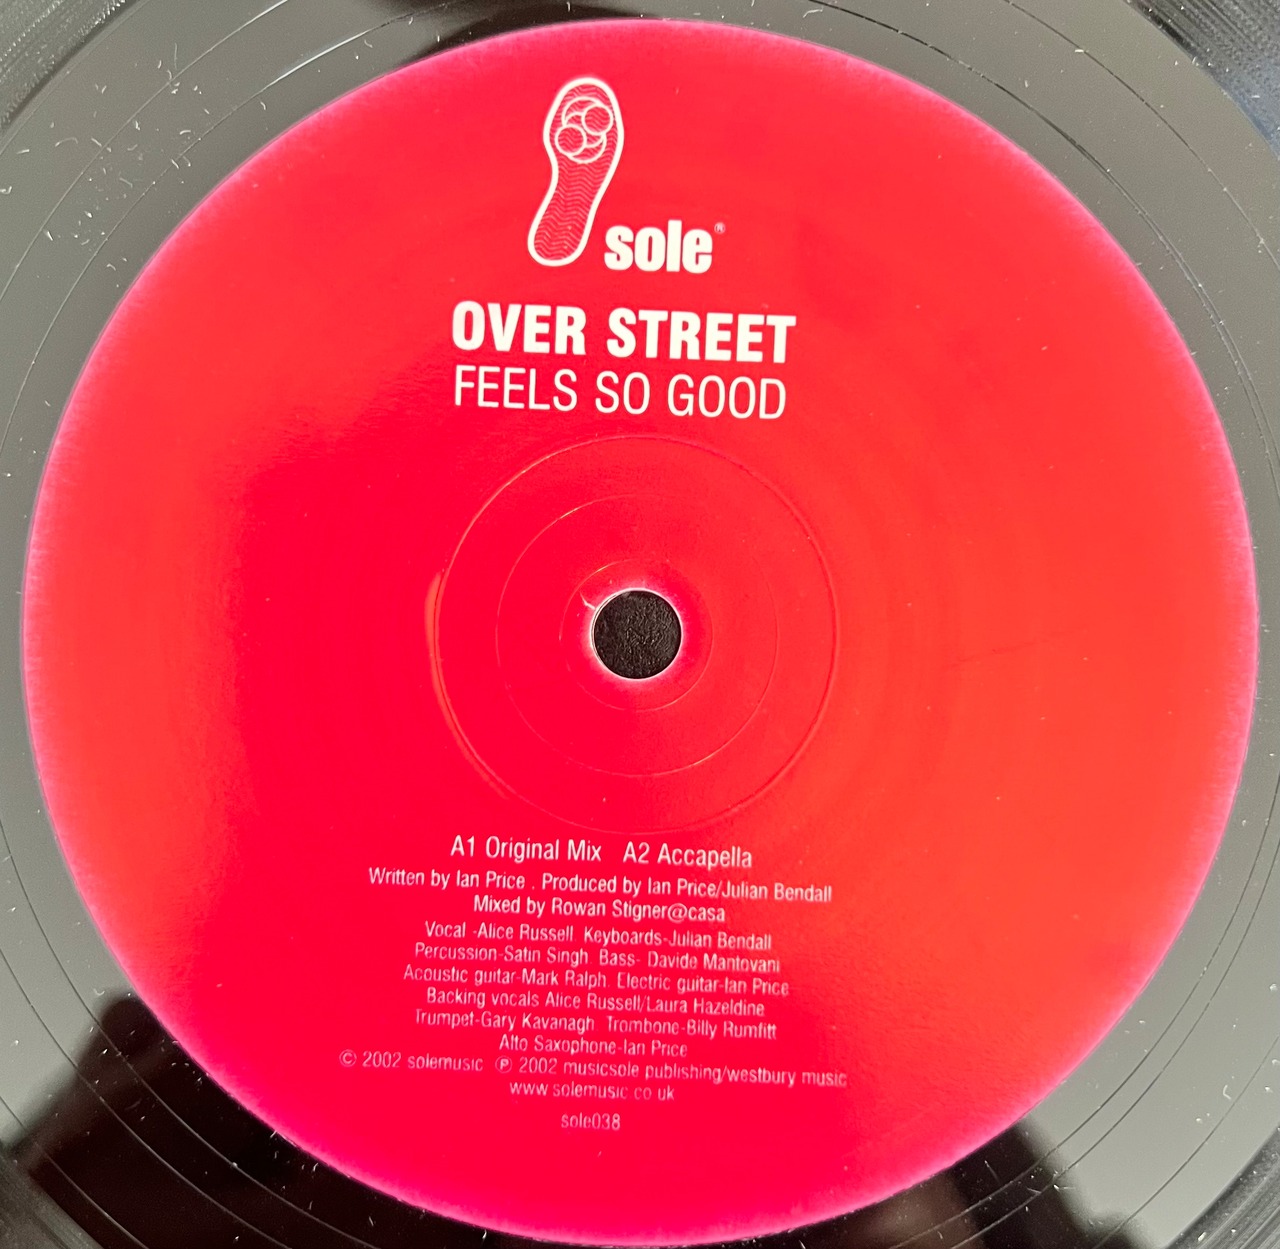 sole®
OVER STREET
FEELS SO GOOD
A1 Original Mix A2 Accapella
Written by Ian Price . Produced by Ian Price/Julian Bendall
Mixed by Rowan Stigner@casa
Vocal -Alice Russell. Keyboards-Julian Bendall
Percussion-Satin Singh. Bass- Davide Mantovani
Acoustic guitar-Mark Ralph. Electric guitar-Ian Price
Backing vocals Alice Russell/Laura Hazeldine
Trumpet-Gary Kavanagh. Trombone-Billy Rumfitt
Alto Saxophone-Ian Price
© 2002 solemusic ℗ 2002 musicsole publishing/westbury music
www.solemusic.co.uk
sole038